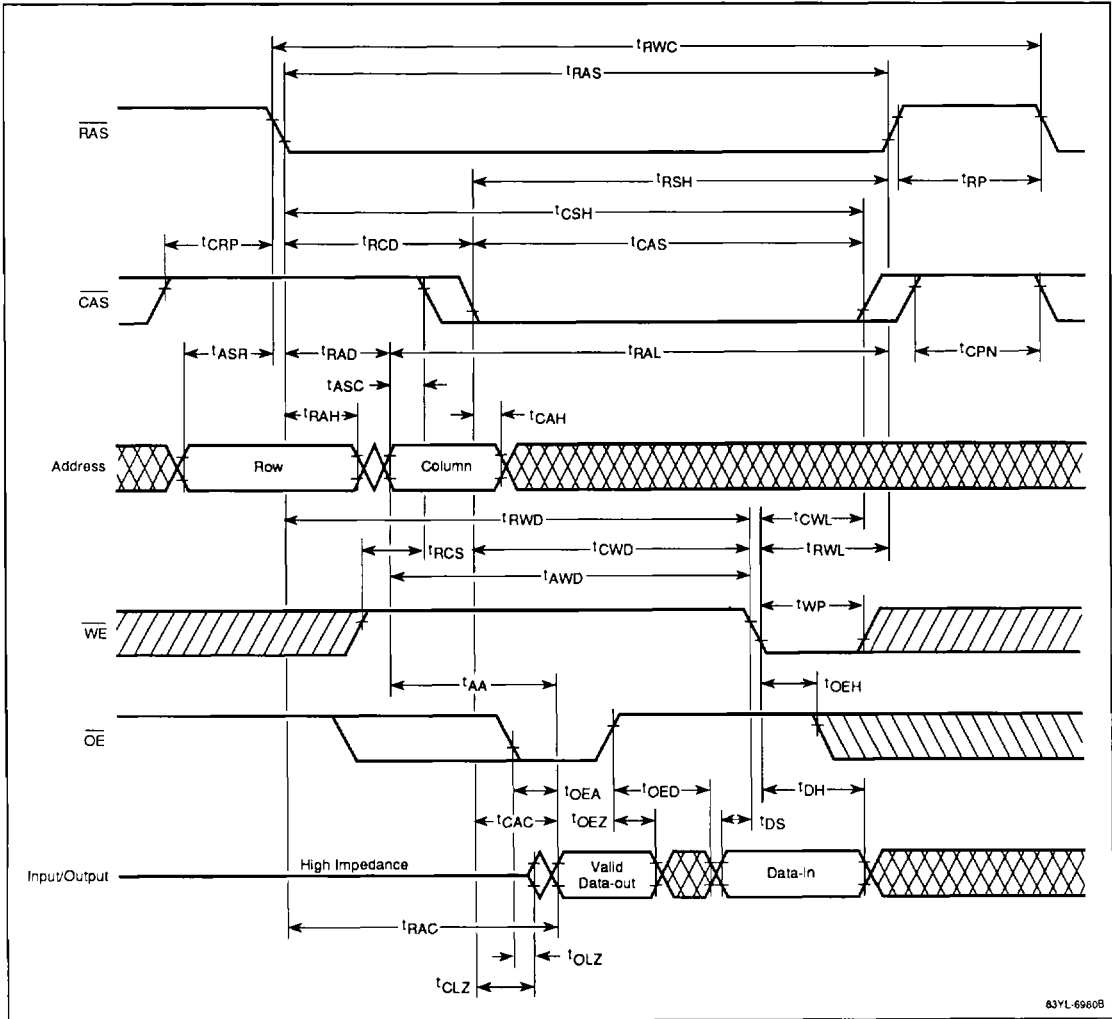 tRWC
tRAS
RAS
tRSH
tRP
tCSH
tCRP
tRCD
tCAS
CAS
tASR
tRAD
tRAL
tCPN
tASC
tRAH
tCAH
Address
Row
Column
tRWD
tCWL
tRCS
tCWD
tRWL
tAWD
tWP
WE
tAA
tOEH
OE
tOEA
tOED
tDH
tCAC
tOEZ
tDS
High Impedance
Input/Output
Valid
Data-out
Data-In
tRAC
tOLZ
tCLZ
83YL-6980B